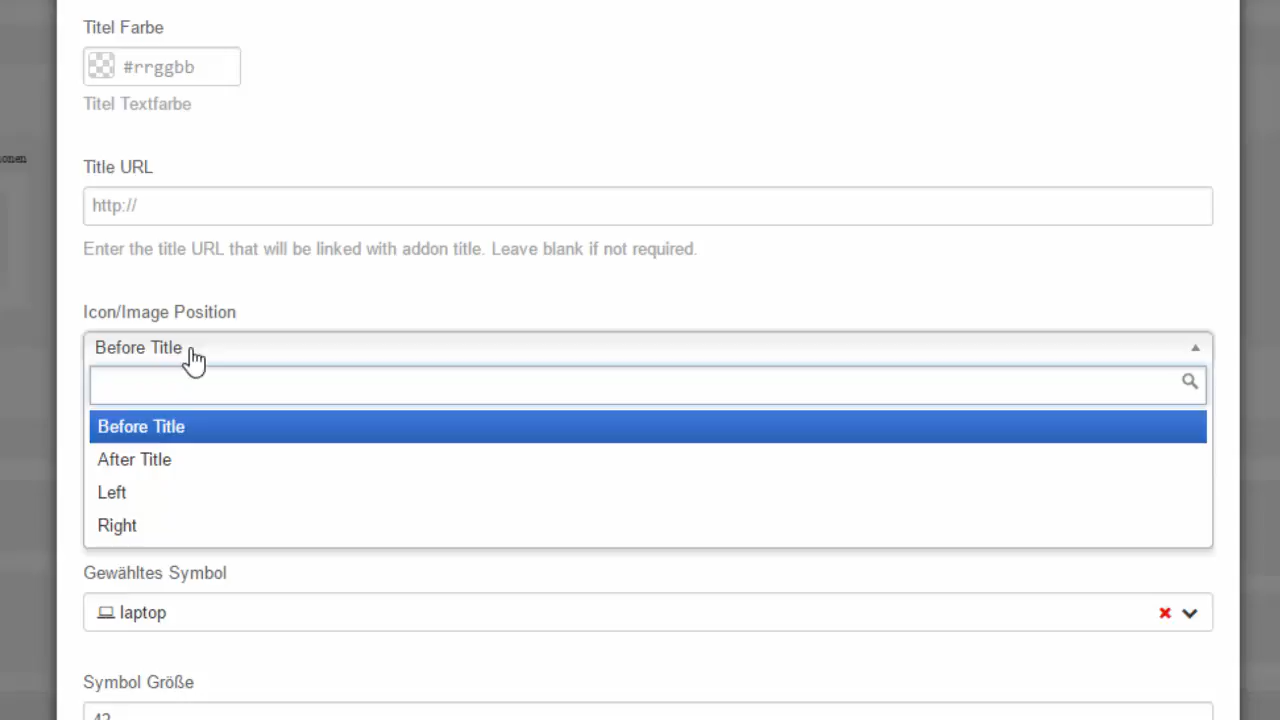 Titel Farbe
#rrggbb
Titel Textfarbe
ionen
Title URL
http://
Enter the title URL that will be linked with addon title. Leave blank if not required.
Icon/Image Position
Before Title
Before Title
After Title
Left
Right
Gewähltes Symbol
laptop
Symbol Größe
42